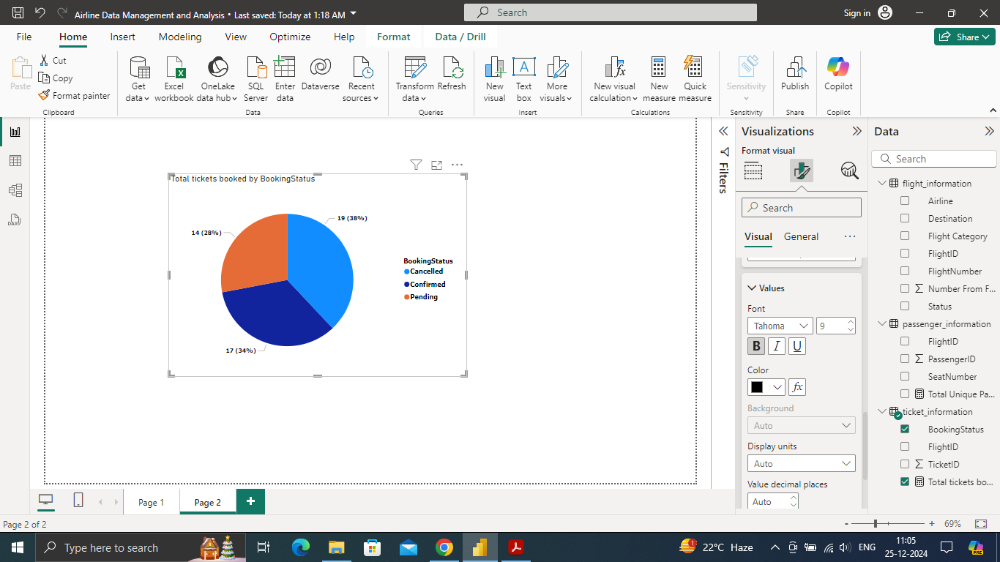 Airline Data Management and Analysis • Last saved: Today at 1:18 AM
Search
Sign in
File
Home
Insert
Modeling
View
Optimize
Help
Format
Data / Drill
Share
Paste
Cut
Copy
Format painter
Clipboard
Get data
Excel workbook
OneLake data hub
SQL Server
Enter data
Dataverse
Recent sources
Data
Transform data
Refresh
Queries
New visual
Text box
More visuals
Insert
New visual calculation
New measure
Quick measure
Calculations
Sensitivity
Sensitivity
Publish
Share
Copilot
Copilot
DAX
Total tickets booked by BookingStatus
19 (38%)
14 (28%)
17 (34%)
BookingStatus
Cancelled
Confirmed
Pending
Filters
Visualizations
Format visual
Search
Visual
General
Values
Font
Tahoma
9
B
I
U
Color
fx
Background
Auto
Display units
Auto
Value decimal places
Auto
Data
Search
flight_information
Airline
Destination
Flight Category
FlightID
FlightNumber
Number From F...
Status
passenger_information
FlightID
PassengerID
SeatNumber
Total Unique Pa...
ticket_information
BookingStatus
FlightID
TicketID
Total tickets bo...
Page 1
Page 2
Page 2 of 2
69%
Type here to search
1
22°C Haze
ENG
11:05
25-12-2024
PRE